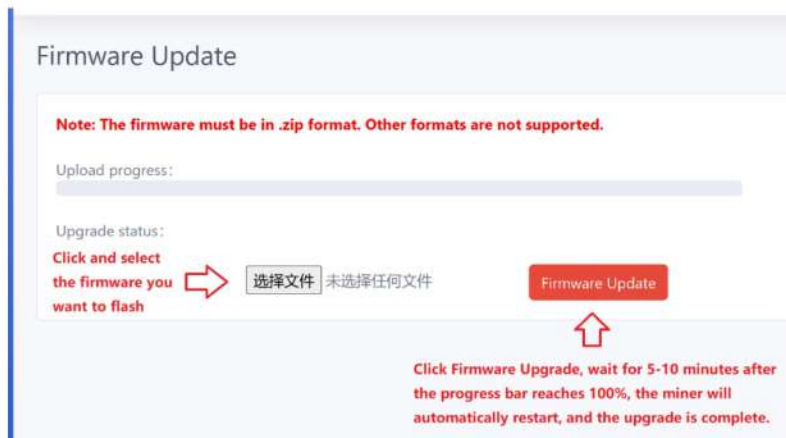 Firmware Update
Note: The firmware must be in .zip format. Other formats are not supported.
Upload progress:
Upgrade status:
Click and select
the firmware you
want to flash
选择文件 未选择任何文件
Firmware Update
Click Firmware Upgrade, wait for 5-10 minutes after
the progress bar reaches 100%, the miner will
automatically restart, and the upgrade is complete.